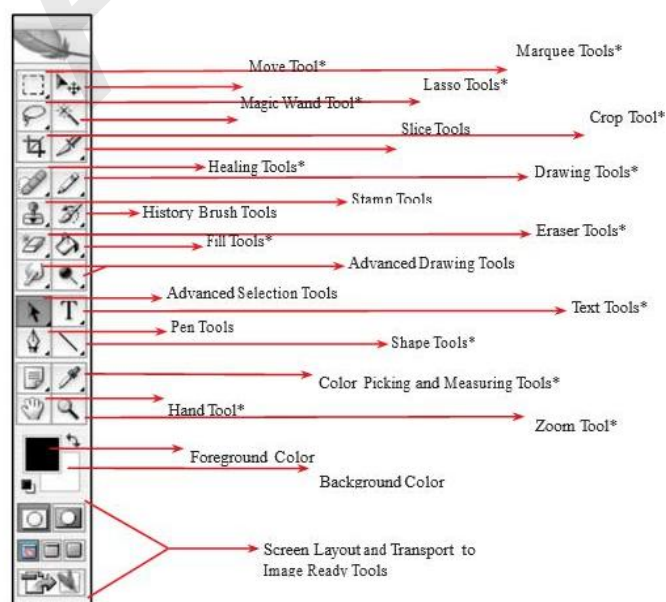 Marquee Tools*
Move Tool*
Lasso Tools*
Magic Wand Tool*
Crop Tool*
Slice Tools
Healing Tools*
Drawing Tools*
Stamp Tools
History Brush Tools
Eraser Tools*
Fill Tools*
Advanced Drawing Tools
Advanced Selection Tools
T
Text Tools*
Pen Tools
Shape Tools*
Color Picking and Measuring Tools*
Hand Tool*
Zoom Tool*
Foreground Color
Background Color
Screen Layout and Transport to
Image Ready Tools